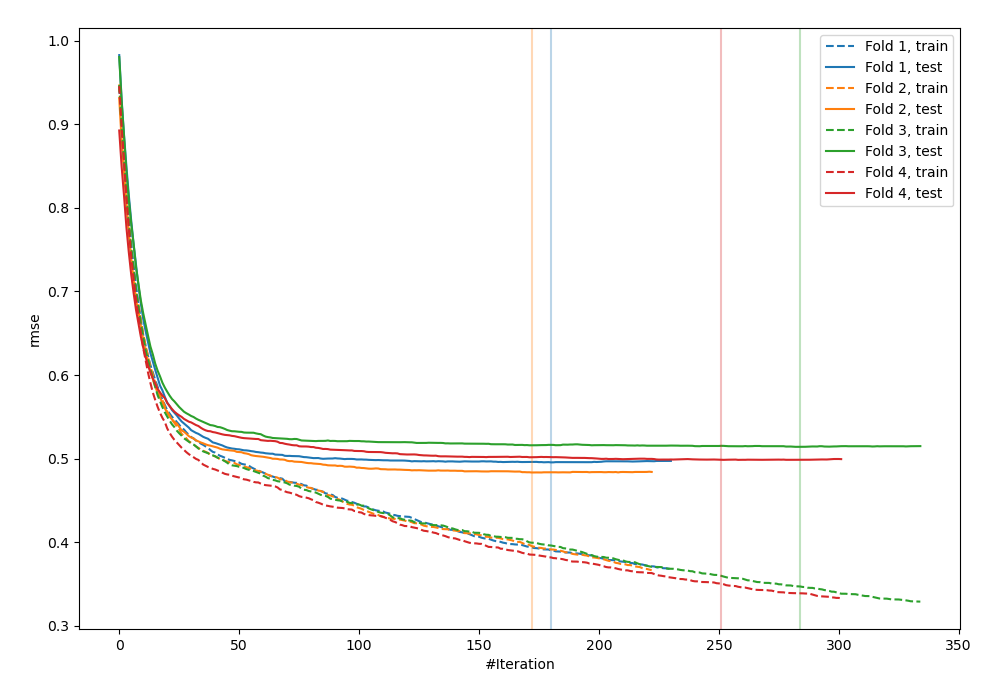 1.0
0.9
0.8
0.7
0.6
0.5
0.4
0.3
rmse
0
50
100
150
200
250
300
350
#Iteration
Fold 1, train
Fold 1, test
Fold 2, train
Fold 2, test
Fold 3, train
Fold 3, test
Fold 4, train
Fold 4, test